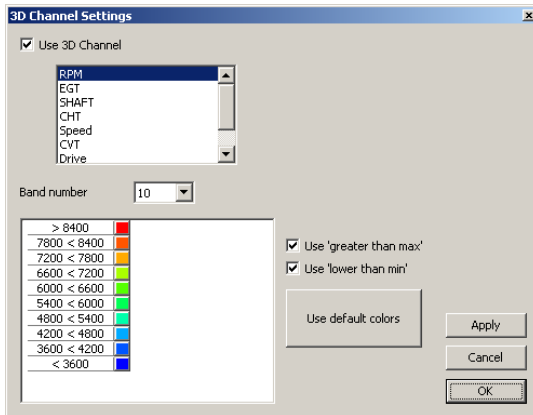 3D Channel Settings
Use 3D Channel
RPM
EGT
SHAFT
CHT
Speed
CVT
Drive
Band number 10
> 8400
7800 < 8400
7200 < 7800
6600 < 7200
6000 < 6600
5400 < 6000
4800 < 5400
4200 < 4800
3600 < 4200
< 3600
Use 'greater than max'
Use 'lower than min'
Use default colors
Apply
Cancel
OK